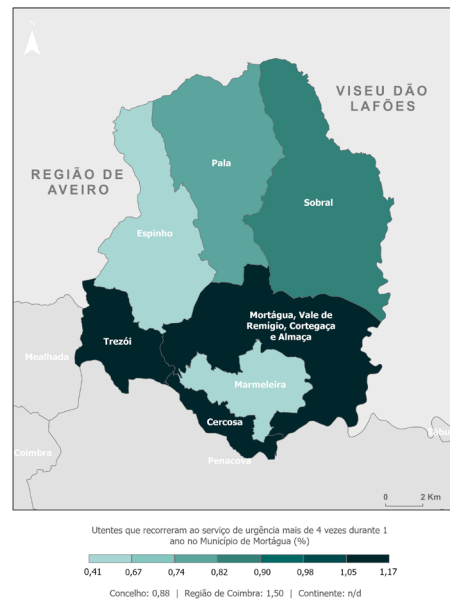 N
VISEU DÃO
LAFÕES
REGIÃO DE
AVEIRO
Pala
Sobral
Espinho
Mortágua, Vale de
Remígio, Cortegaça
e Almaça
Trezói
Mealhada
Marmeleira
Cercosa
Coimbra
Penacova
0 2 Km
Utentes que recorreram ao serviço de urgência mais de 4 vezes durante 1
ano no Município de Mortágua (%)
0,41 0,67 0,74 0,82 0,90 0,98 1,05 1,17
Concelho: 0,88 | Região de Coimbra: 1,50 | Continente: n/d